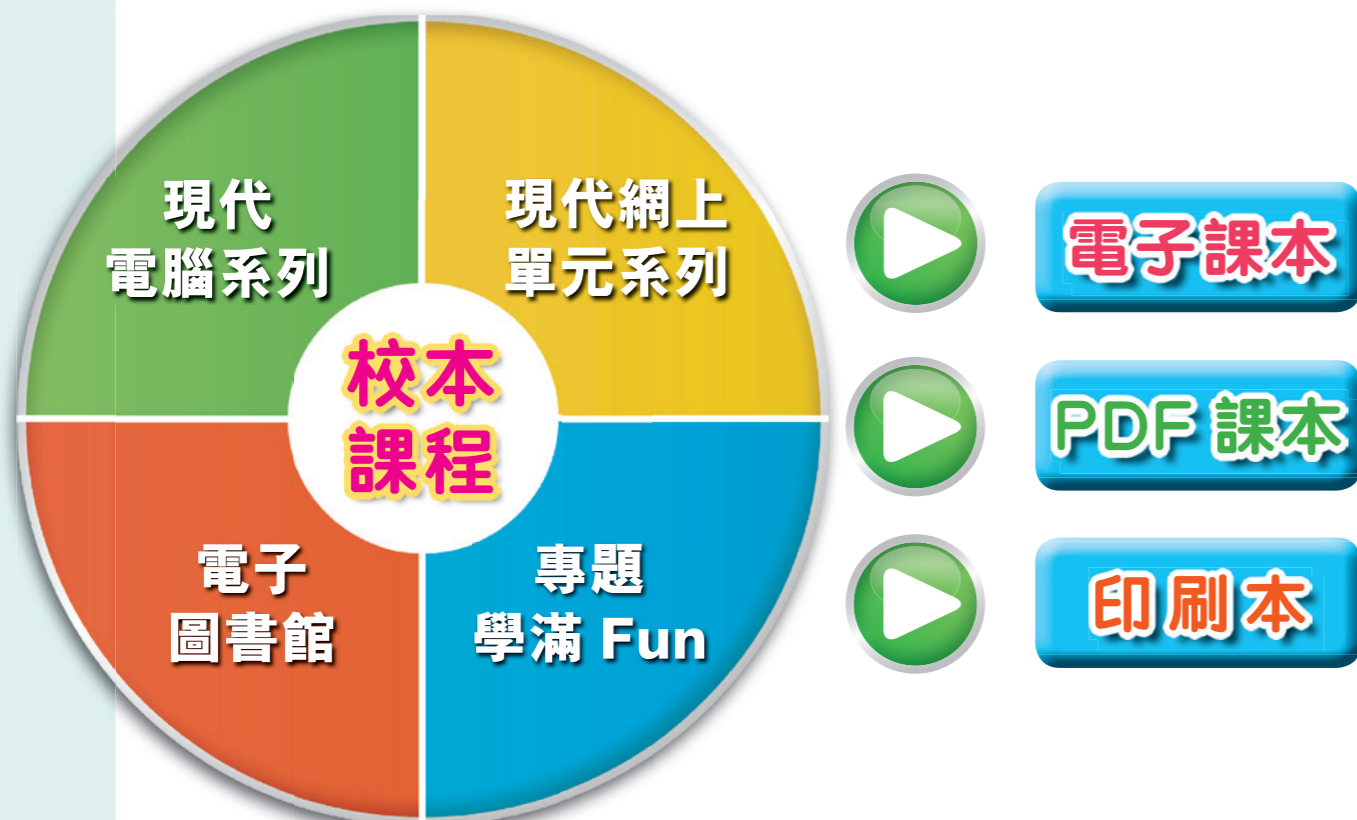 現代
電腦系列
現代網上
單元系列
校本
課程
電子
圖書館
專題
學滿 Fun
電子課本
PDF 課本
印刷本